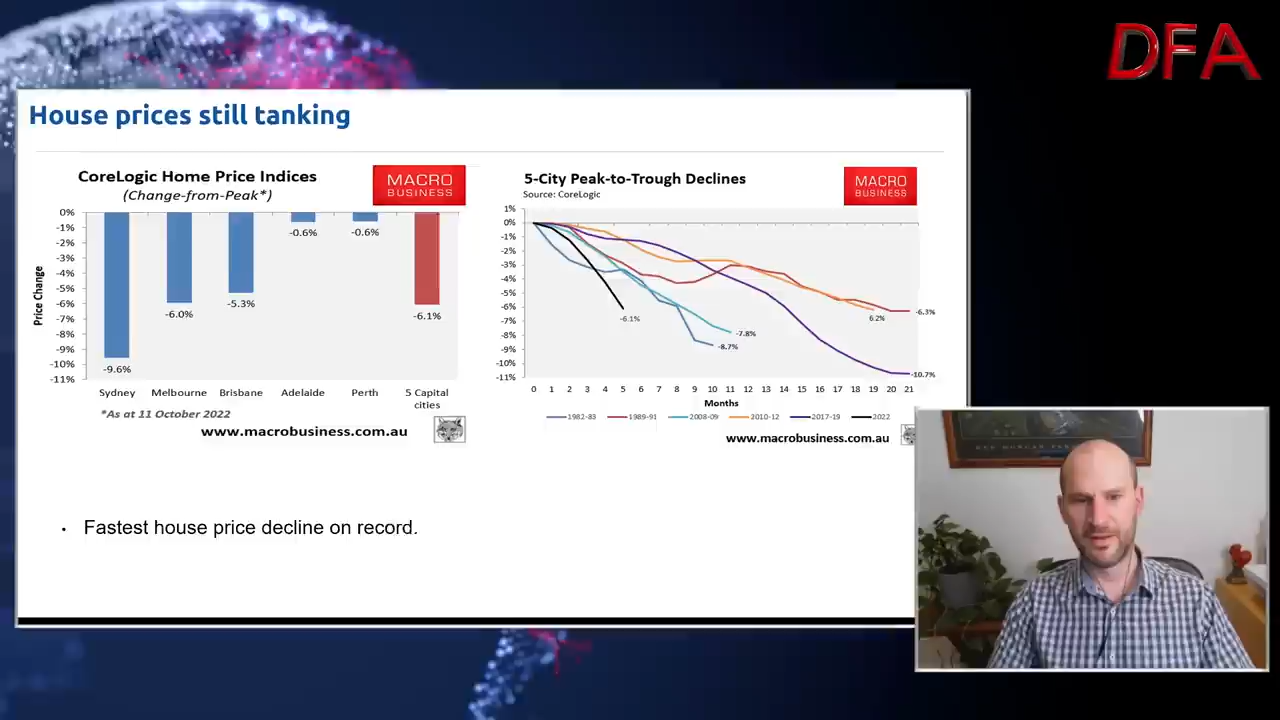 DFA
House prices still tanking
CoreLogic Home Price Indices
(Change-from-Peak*)
MACRO
BUSINESS
0%
-1%
-2%
-3%
-4%
-5%
-6%
-7%
-8%
-9%
-10%
-11%
Price Change
-9.6%
-6.0%
-5.3%
-0.6%
-0.6%
-6.1%
Sydney Melbourne Brisbane Adelaide Perth 5 Capital
cities
*As at 11 October 2022
www.macrobusiness.com.au
5-City Peak-to-Trough Declines
Source: CoreLogic
MACRO
BUSINESS
1%
0%
-1%
-2%
-3%
-4%
-5%
-6%
-7%
-8%
-9%
-10%
-11%
-6.1%
-7.8%
-8.7%
6.2%
-6.3%
-10.7%
0 1 2 3 4 5 6 7 8 9 10 11 12 13 14 15 16 17 18 19 20 21
Months
1982-83 1989-91 2008-09 2010-12 2017-19 2022
www.macrobusiness.com.au
• Fastest house price decline on record.